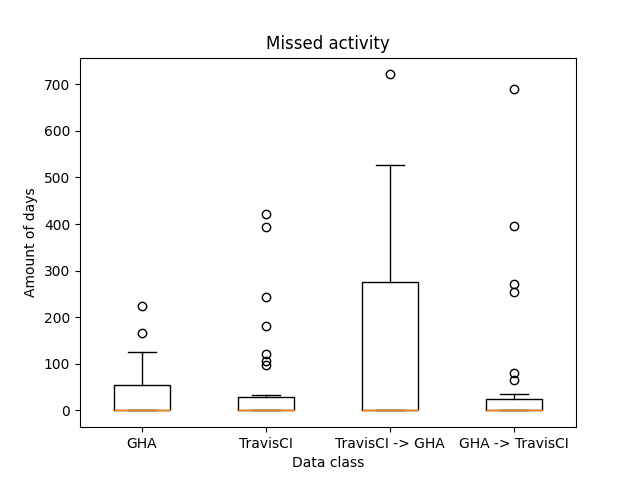 Missed activity
Amount of days
700
600
500
400
300
200
100
0
GHA
TravisCI
TravisCI -> GHA
GHA -> TravisCI
Data class